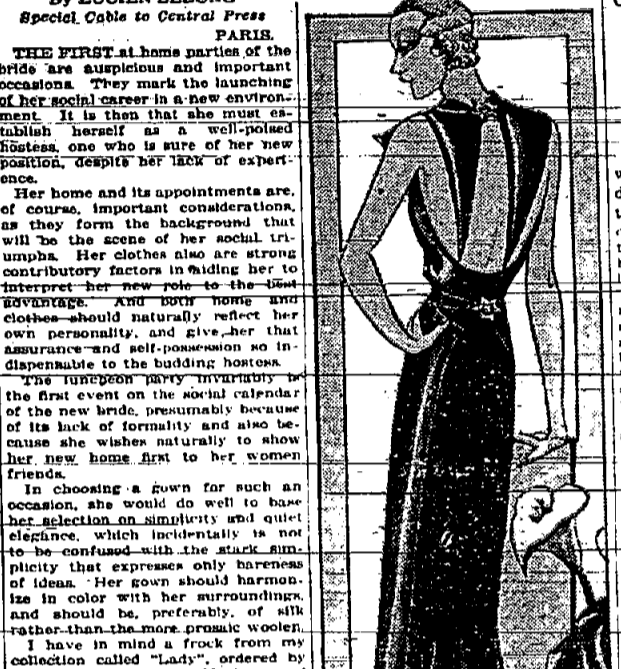 By LUCIEN LELONG
Special Cable to Central Press
PARIS.
THE FIRST at home parties of the
bride are auspicious and important
occasions. They mark the launching
of her social career in a new environ-
ment. It is then that she must es-
tablish herself as a well-poised
hostess, one who is sure of her new
position, despite her lack of experi-
ence.
Her home and its appointments are,
of course, important considerations,
as they form the background that
will be the scene of her social tri-
umphs. Her clothes also are strong
contributory factors in aiding her to
interpret her new role to the best
advantage. And both home and
clothes should naturally reflect her
own personality, and give her that
assurance and self-possession so in-
dispensable to the budding hostess.
The luncheon party invariably is
the first event on the social calendar
of the new bride, presumably because
of its lack of formality and also be-
cause she wishes naturally to show
her new home first to her women
friends.
In choosing a gown for such an
occasion, she would do well to base
her selection on simplicity and quiet
elegance, which incidentally is not
to be confused with the stark sim-
plicity that expresses only bareness
of ideas. Her gown should harmon-
ize in color with her surroundings,
and should be, preferably, of silk
rather than the more prosaic woolen.
I have in mind a frock from my
collection called "Lady", ordered by